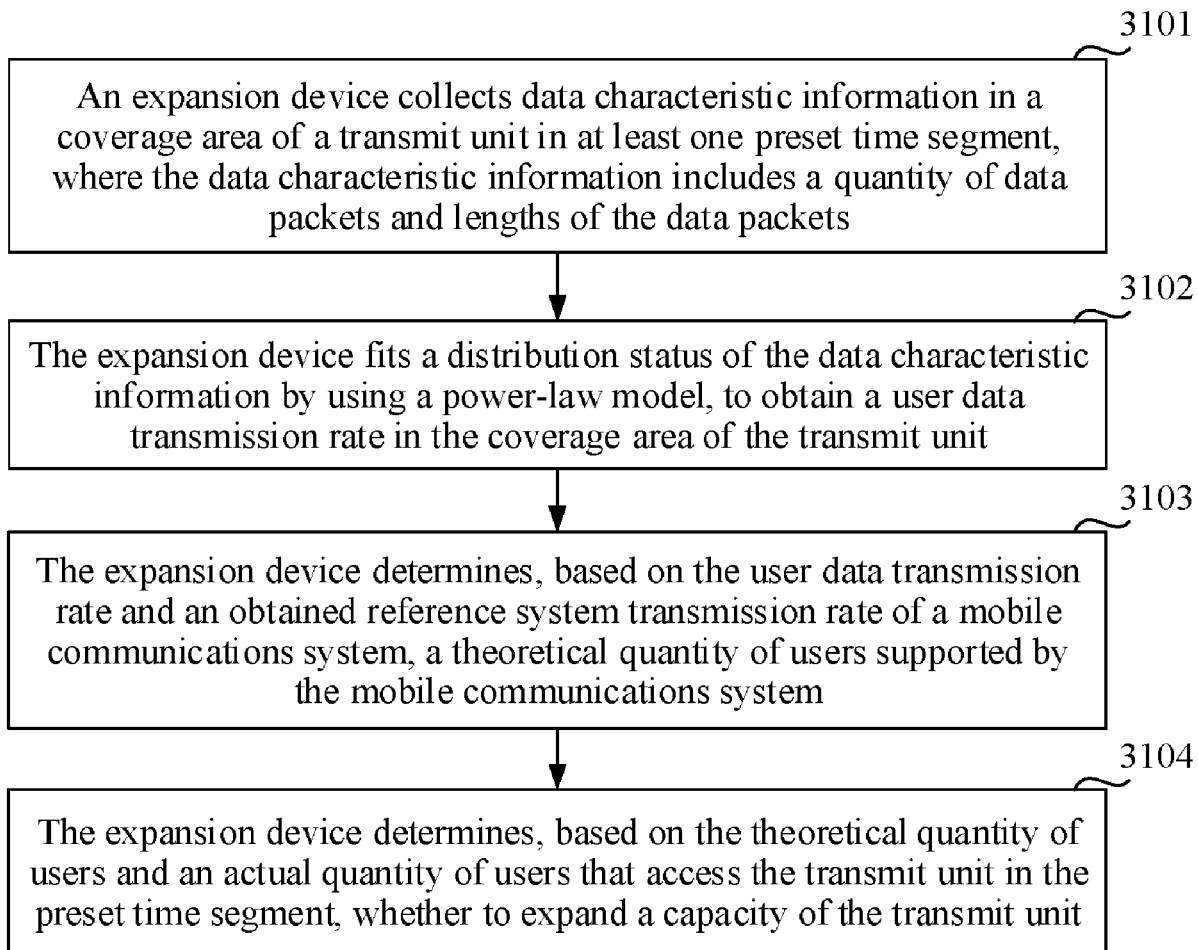 3101
An expansion device collects data characteristic information in a
coverage area of a transmit unit in at least one preset time segment,
where the data characteristic information includes a quantity of data
packets and lengths of the data packets
3102
The expansion device fits a distribution status of the data characteristic
information by using a power-law model, to obtain a user data
transmission rate in the coverage area of the transmit unit
3103
The expansion device determines, based on the user data transmission
rate and an obtained reference system transmission rate of a mobile
communications system, a theoretical quantity of users supported by
the mobile communications system
3104
The expansion device determines, based on the theoretical quantity of
users and an actual quantity of users that access the transmit unit in the
preset time segment, whether to expand a capacity of the transmit unit